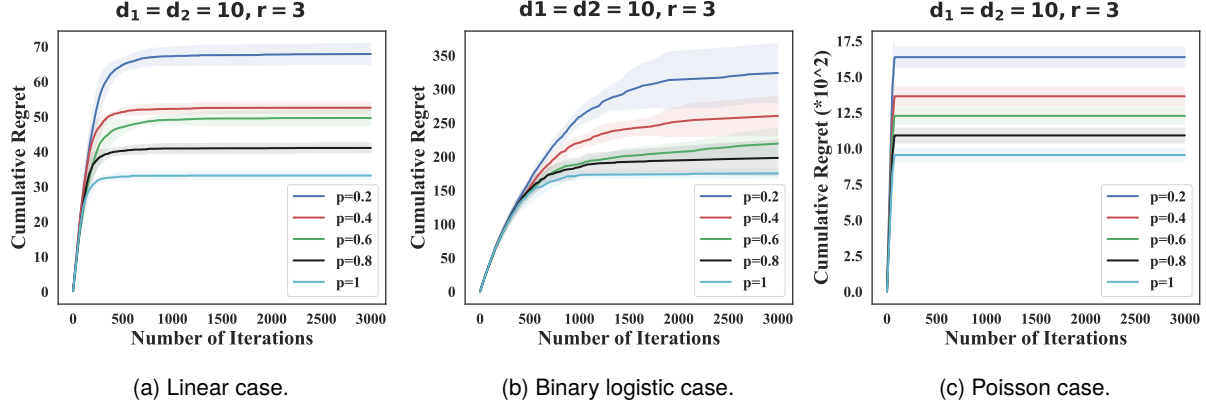 d₁ = d₂ = 10, r = 3
70
60
50
40
30
20
10
0
Cumulative Regret
p=0.2
p=0.4
p=0.6
p=0.8
p=1
0 500 1000 1500 2000 2500 3000
Number of Iterations
(a) Linear case.
d1 = d2 = 10, r = 3
350
300
250
200
150
100
50
0
Cumulative Regret
p=0.2
p=0.4
p=0.6
p=0.8
p=1
0 500 1000 1500 2000 2500 3000
Number of Iterations
(b) Binary logistic case.
d₁ = d₂ = 10, r = 3
17.5
15.0
12.5
10.0
7.5
5.0
2.5
0.0
Cumulative Regret (*10^2)
p=0.2
p=0.4
p=0.6
p=0.8
p=1
0 500 1000 1500 2000 2500 3000
Number of Iterations
(c) Poisson case.